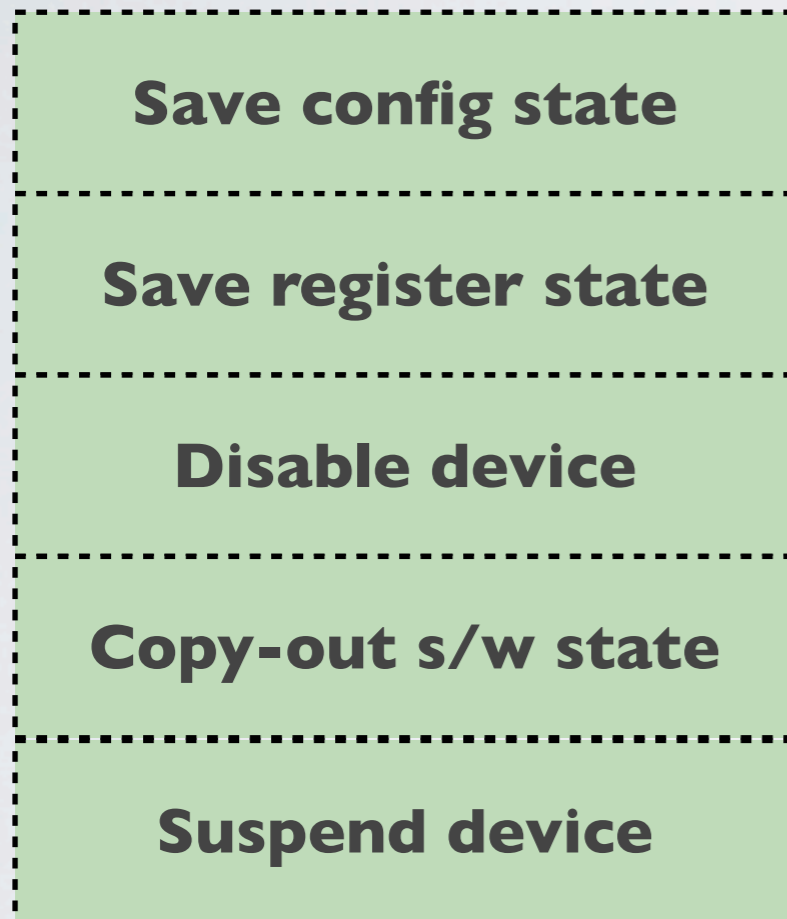 Save config state
Save register state
Disable device
Copy-out s/w state
Suspend device